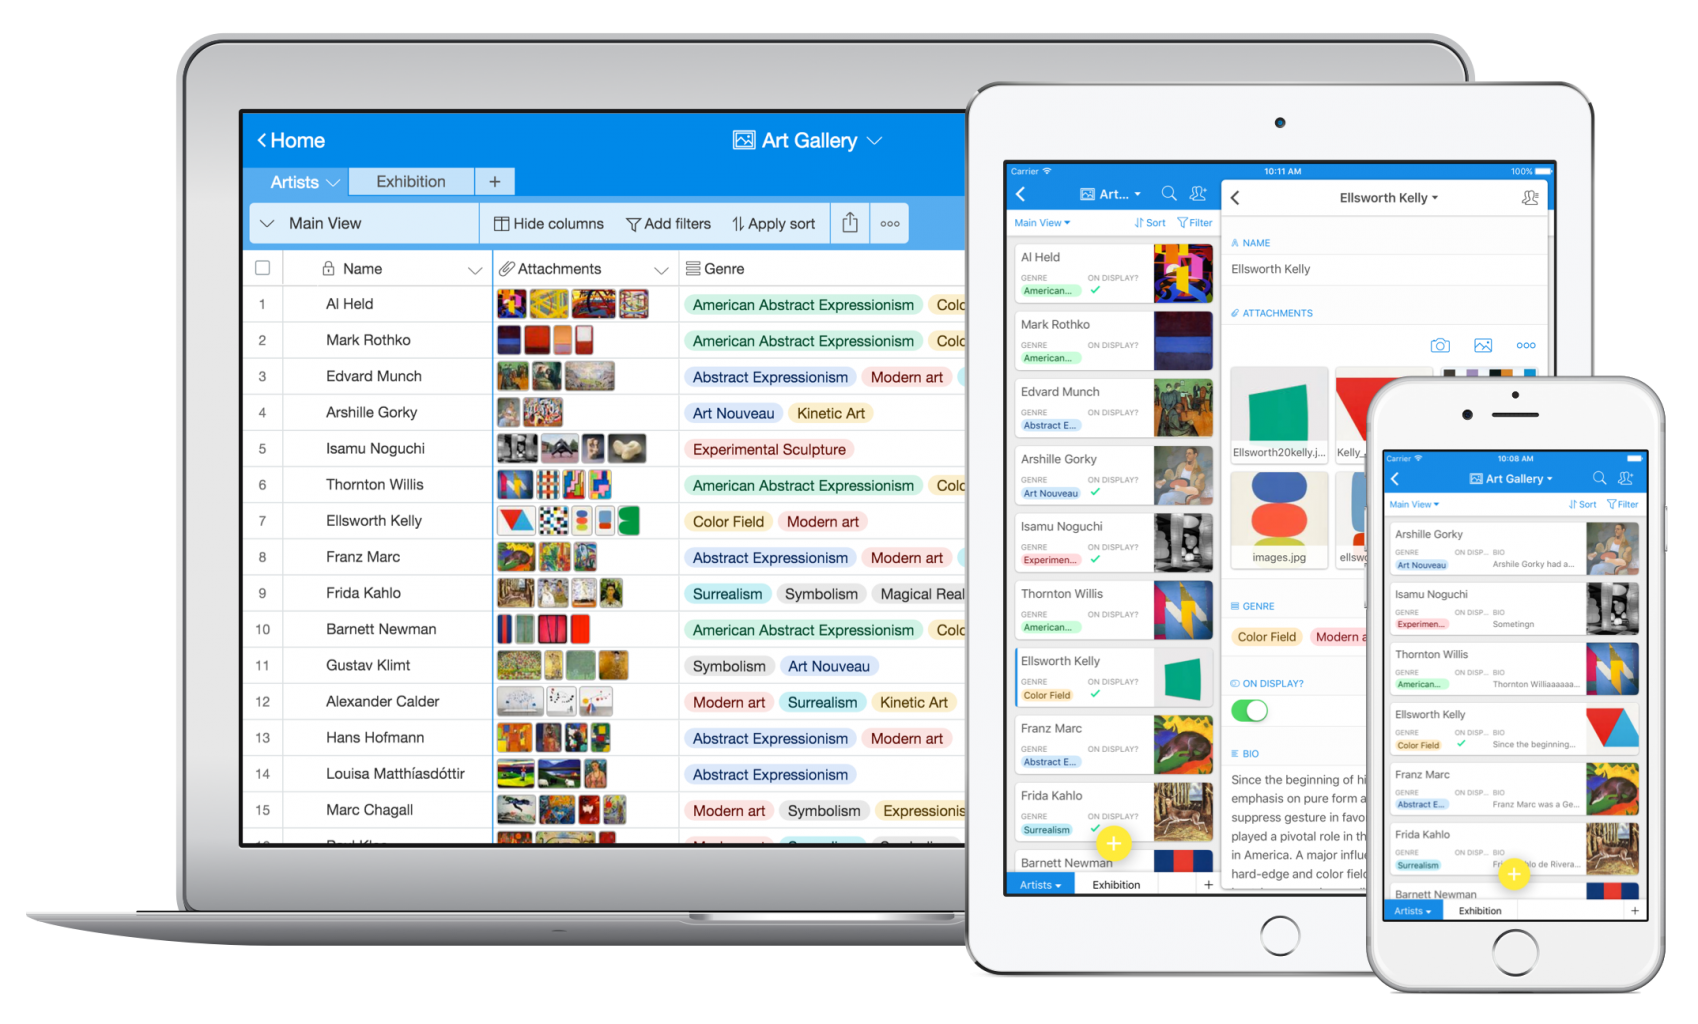 Home
Art Gallery
Artists
Exhibition
+
Main View
Hide columns
Add filters
Apply sort
Name
Attachments
Genre
1 Al Held American Abstract Expressionism Colo
2 Mark Rothko American Abstract Expressionism Colo
3 Edvard Munch Abstract Expressionism Modern art
4 Arshille Gorky Art Nouveau Kinetic Art
5 Isamu Noguchi Experimental Sculpture
6 Thornton Willis American Abstract Expressionism Colo
7 Ellsworth Kelly Color Field Modern art
8 Franz Marc Abstract Expressionism Modern art
9 Frida Kahlo Surrealism Symbolism Magical Real
10 Barnett Newman American Abstract Expressionism Colo
11 Gustav Klimt Symbolism Art Nouveau
12 Alexander Calder Modern art Surrealism Kinetic Art
13 Hans Hofmann Abstract Expressionism Modern art
14 Louisa Matthíasdóttir Abstract Expressionism
15 Marc Chagall Modern art Symbolism Expressionis
Carrier 10:11 AM 100%
Art...
Main View Sort Filter
Al Held
GENRE ON DISPLAY?
American...
Mark Rothko
GENRE ON DISPLAY?
American...
Edvard Munch
GENRE ON DISPLAY?
Abstract E...
Arshille Gorky
GENRE ON DISPLAY?
Art Nouveau
Isamu Noguchi
GENRE ON DISPLAY?
Experimen...
Thornton Willis
GENRE ON DISPLAY?
American...
Ellsworth Kelly
GENRE ON DISPLAY?
Color Field
Franz Marc
GENRE ON DISPLAY?
Abstract E...
Frida Kahlo
GENRE ON DISPLAY?
Surrealism
Barnett Newman
Artists Exhibition +
Ellsworth Kelly
NAME
Ellsworth Kelly
ATTACHMENTS
Ellsworth20kelly.j... Kelly_
images.jpg ellswo
GENRE
Color Field Modern a
ON DISPLAY?
BIO
Since the beginning of hi
emphasis on pure form a
suppress gesture in favo
played a pivotal role in th
in America. A major influe
hard-edge and color field
Carrier 10:08 AM
Art Gallery
Main View Sort Filter
Arshille Gorky
GENRE ON DISP... BIO
Art Nouveau Arshile Gorky had a...
Isamu Noguchi
GENRE ON DISP... BIO
Experimen... Sometingn
Thornton Willis
GENRE ON DISP... BIO
American... Thornton Williaaaaaa...
Ellsworth Kelly
GENRE ON DISP... BIO
Color Field Since the beginning...
Franz Marc
GENRE ON DISP... BIO
Abstract E... Franz Marc was a Ge...
Frida Kahlo
GENRE ON DISP... BIO
Surrealism de Rivera...
Barnett Newman
Artists Exhibition +